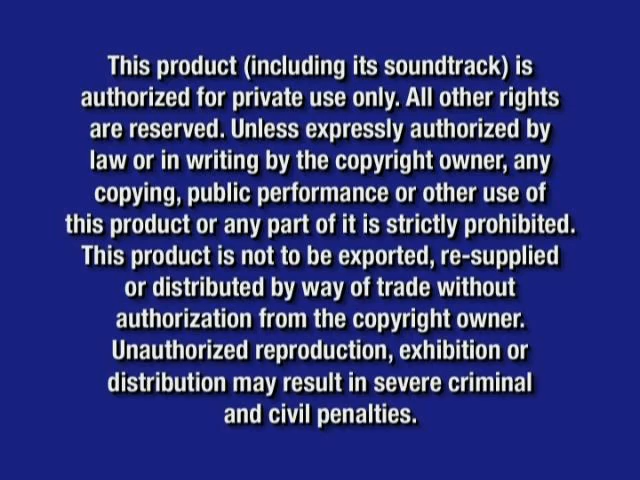 This product (including its soundtrack) is
authorized for private use only. All other rights
are reserved. Unless expressly authorized by
law or in writing by the copyright owner, any
copying, public performance or other use of
this product or any part of it is strictly prohibited.
This product is not to be exported, re-supplied
or distributed by way of trade without
authorization from the copyright owner.
Unauthorized reproduction, exhibition or
distribution may result in severe criminal
and civil penalties.